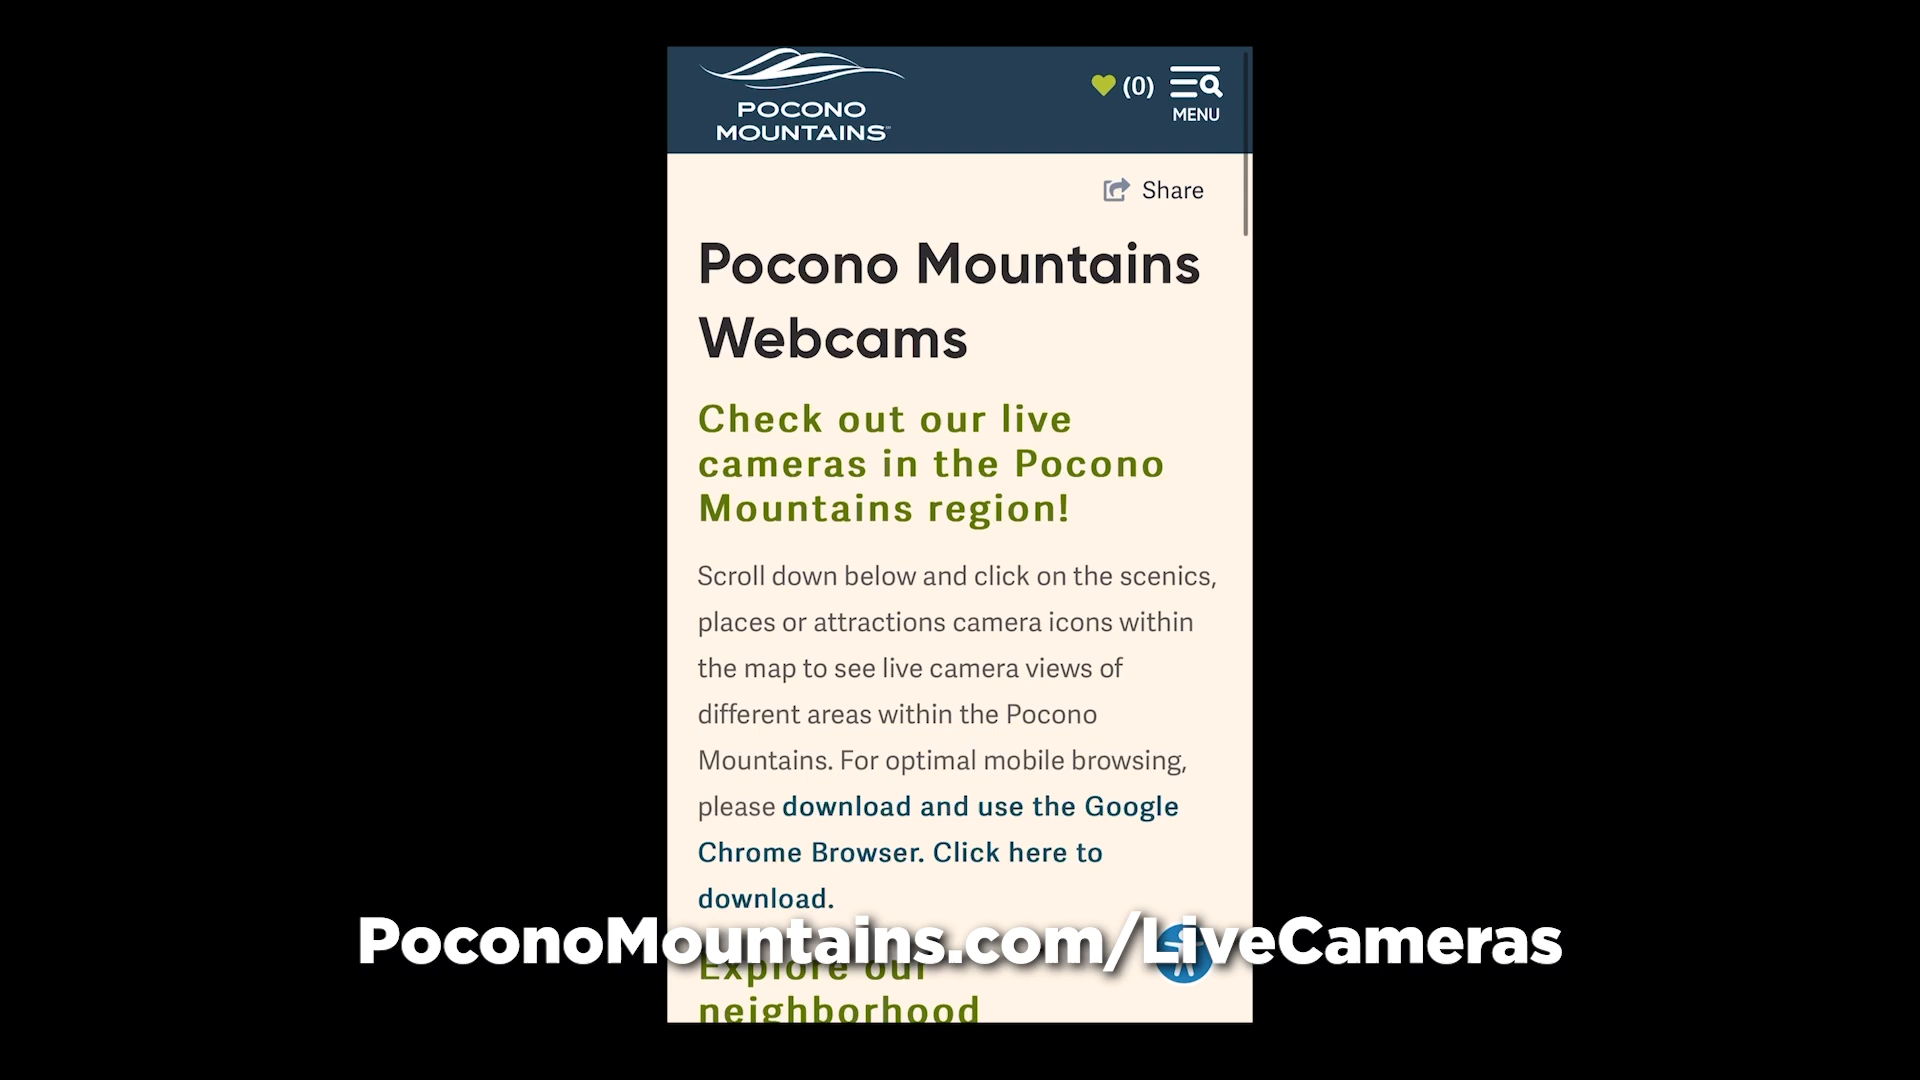 POCONO
MOUNTAINS
(0)
MENU
Share
Pocono Mountains
Webcams
Check out our live
cameras in the Pocono
Mountains region!
Scroll down below and click on the scenics,
places or attractions camera icons within
the map to see live camera views of
different areas within the Pocono
Mountains. For optimal mobile browsing,
please download and use the Google
Chrome Browser. Click here to
download.
PoconoMountains.com/LiveCameras
Explore our
neighborhood